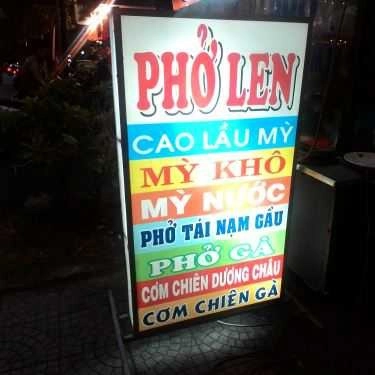 PHỞ LEN
CAO LẦU MỲ
MỲ KHÔ
MỲ NƯỚC
PHỞ TÁI NẠM GẦU
PHỞ GÀ
CƠM CHIÊN DƯƠNG CHÂU
CƠM CHIÊN GÀ